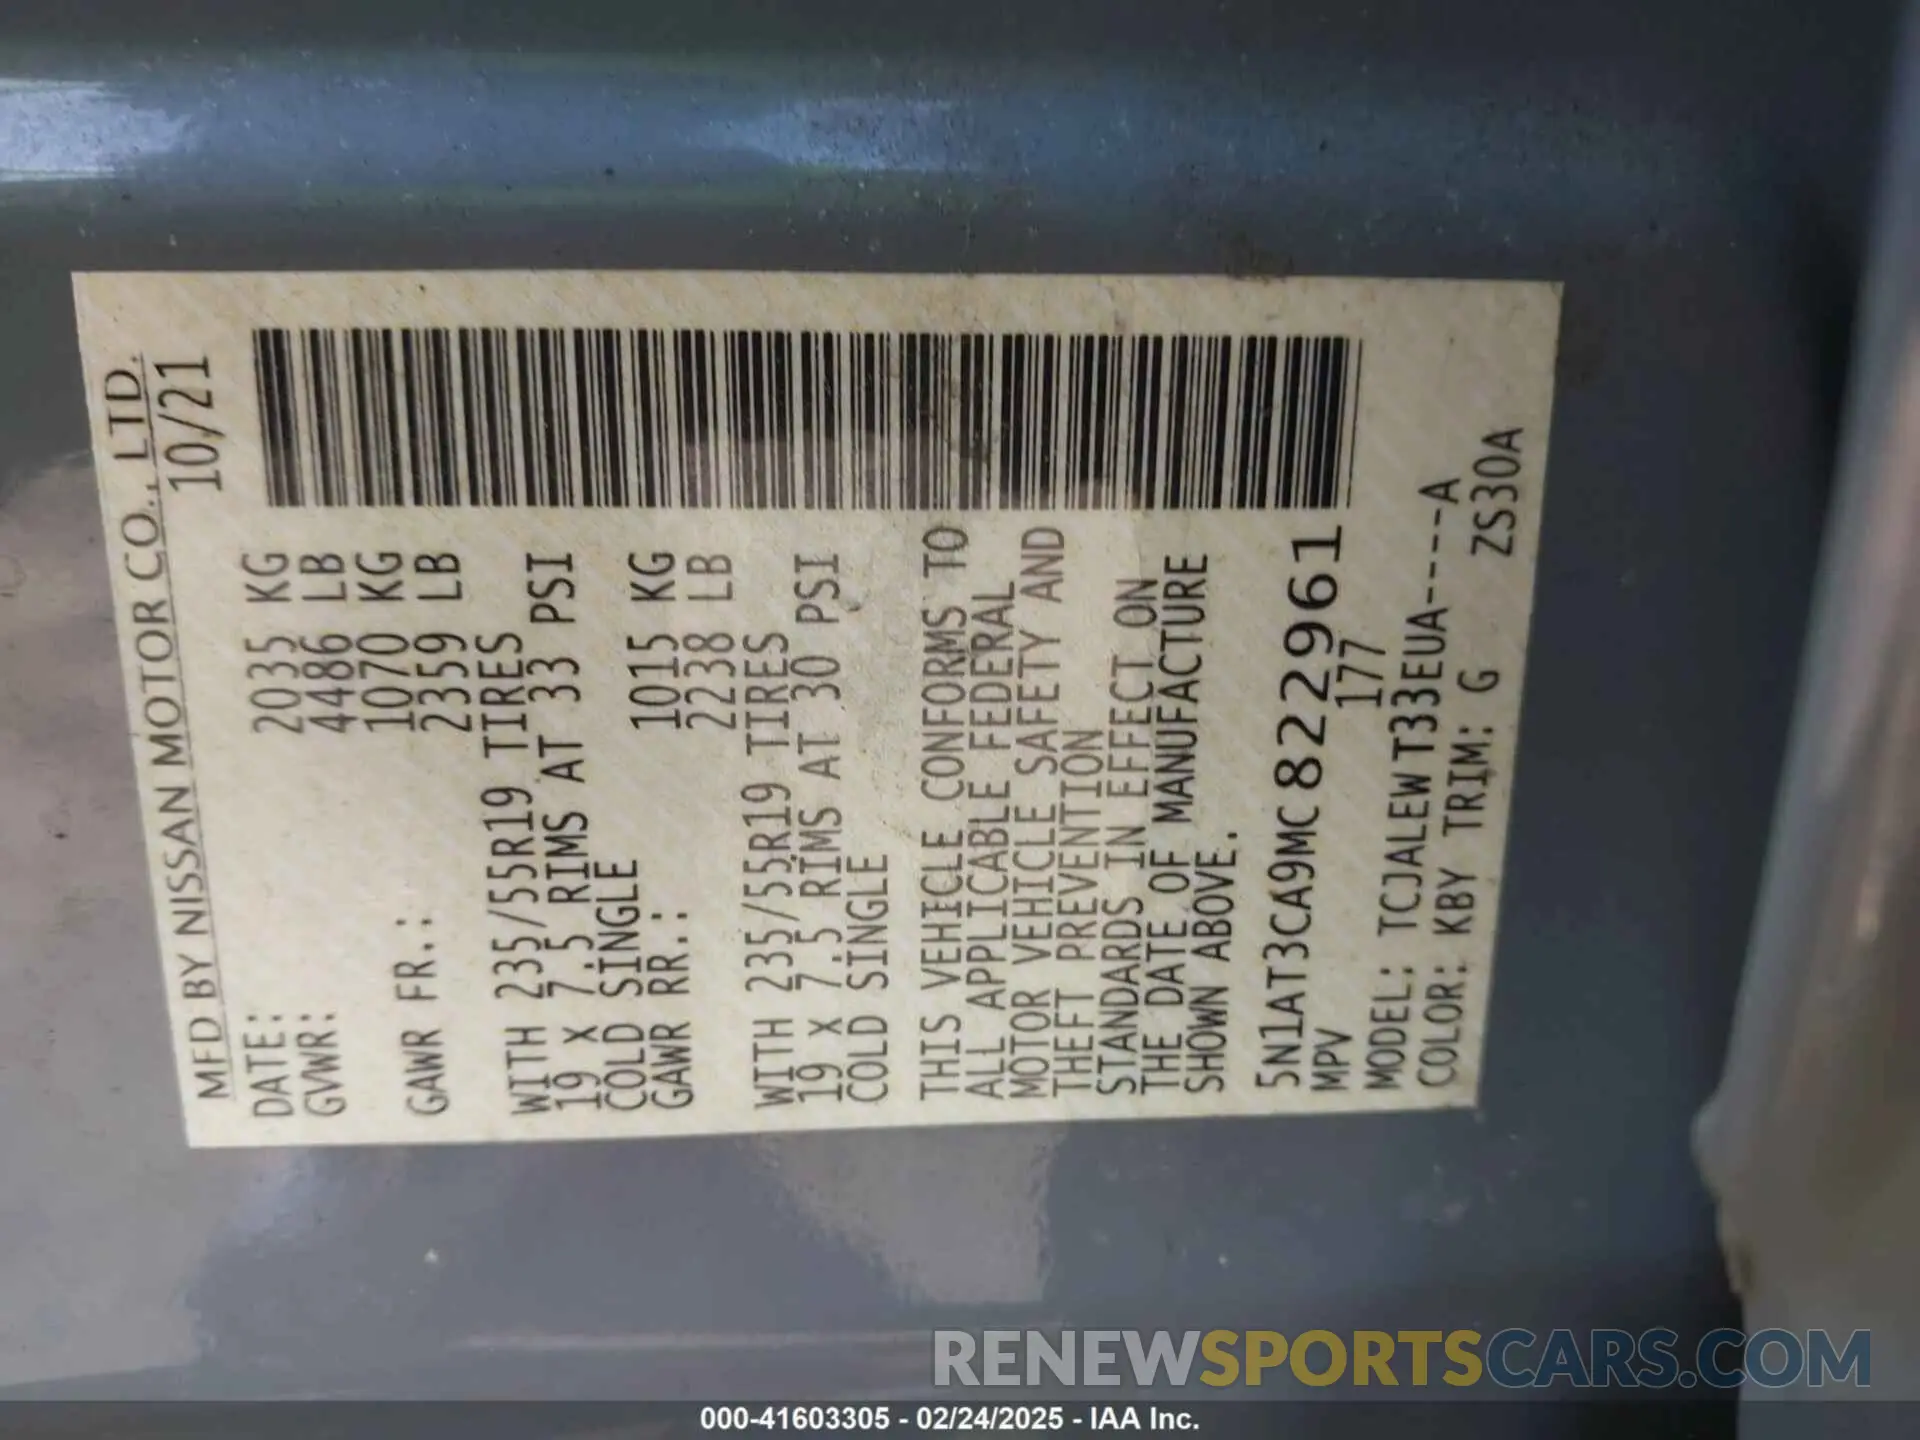 MFD BY NISSAN MOTOR CO., LTD.
DATE: 10/21
GVWR: 2035 KG
4486 LB
GAWR FR.: 1070 KG
2359 LB
WITH 235/55R19 TIRES
19 X 7.5 RIMS AT 33 PSI
COLD SINGLE
GAWR RR.: 1015 KG
2238 LB
WITH 235/55R19 TIRES
19 X 7.5 RIMS AT 30 PSI
COLD SINGLE
THIS VEHICLE CONFORMS TO
ALL APPLICABLE FEDERAL
MOTOR VEHICLE SAFETY AND
THEFT PREVENTION
STANDARDS IN EFFECT ON
THE DATE OF MANUFACTURE
SHOWN ABOVE.
5N1AT3CA9MC822961
MPV 177
MODEL: TCJALEWT33EUA-----A
COLOR: KBY TRIM: G ZS30A
RENEWSPORTSCARS.COM
000-41603305 - 02/24/2025 - IAA Inc.